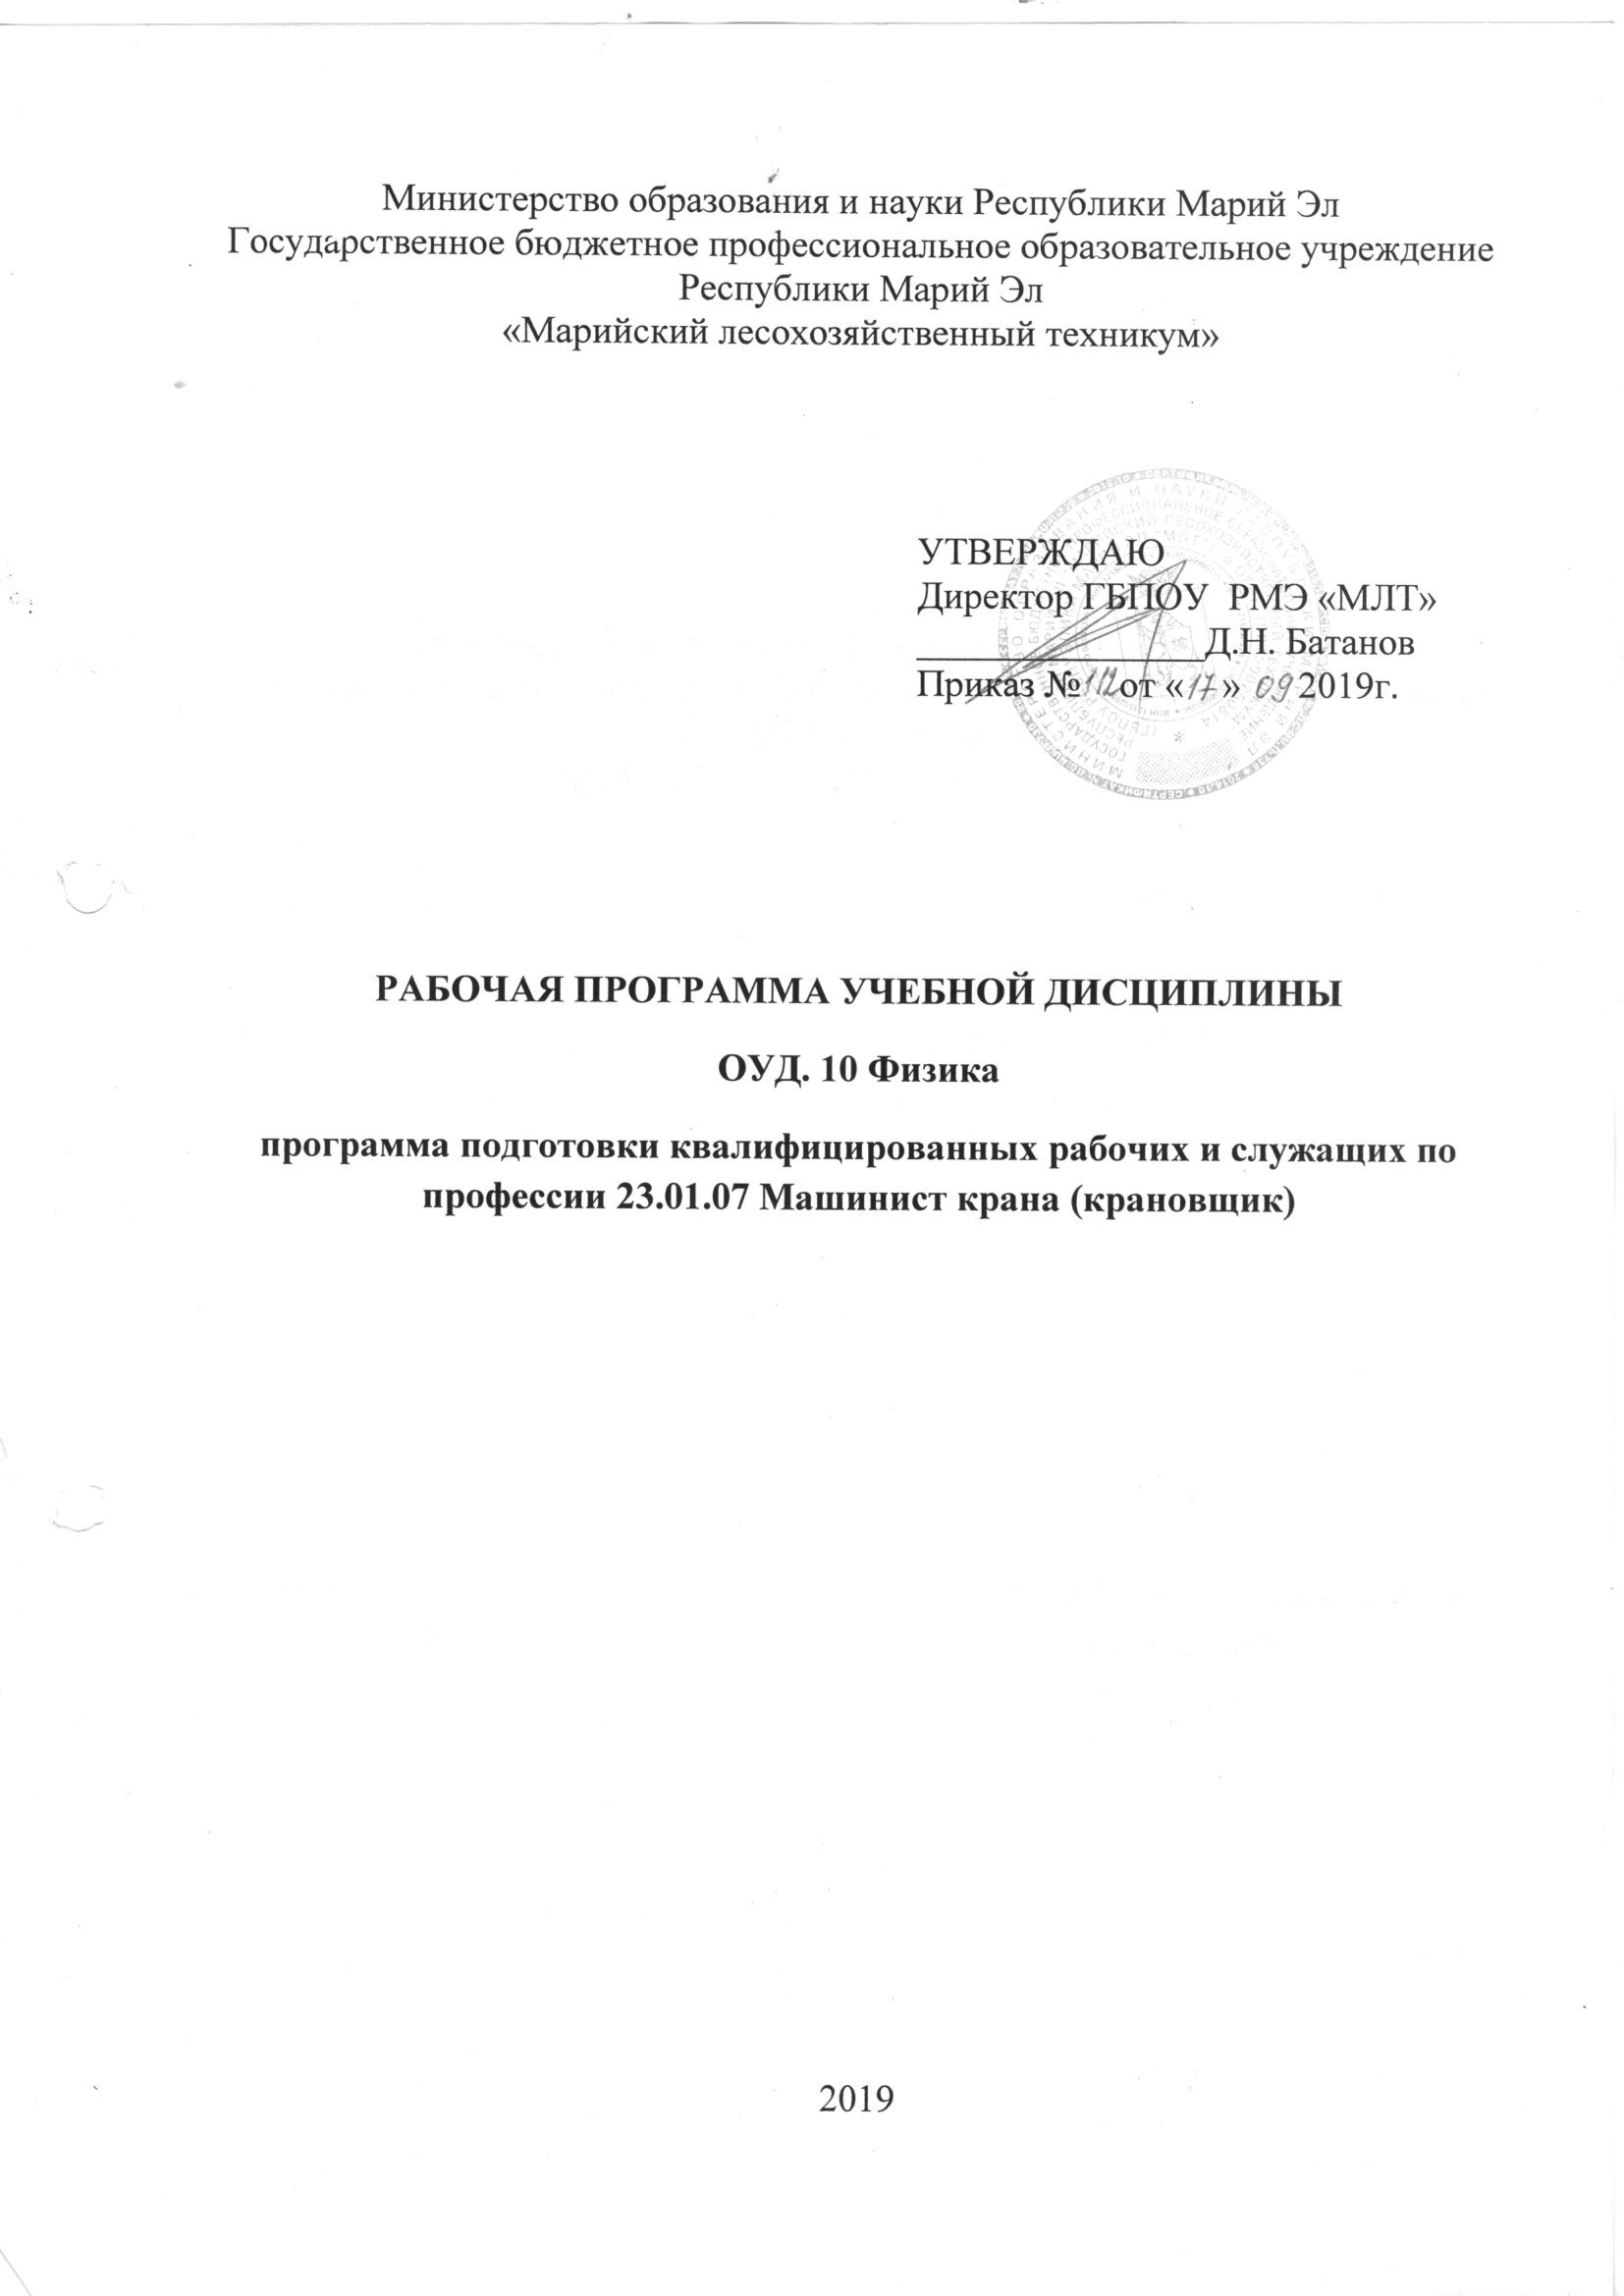 Министерство образования и науки Республики Марий Эл
Государственное бюджетное профессиональное образовательное учреждение
Республики Марий Эл
«Марийский лесохозяйственный техникум»
УТВЕРЖДАЮ
Директор ГБПОУ РМЭ «МЛТ»
_______________Д.Н. Батанов
Приказ №112от «17» 09 2019г.
РАБОЧАЯ ПРОГРАММА УЧЕБНОЙ ДИСЦИПЛИНЫ
ОУД. 10 Физика
программа подготовки квалифицированных рабочих и служащих по
профессии 23.01.07 Машинист крана (крановщик)
2019